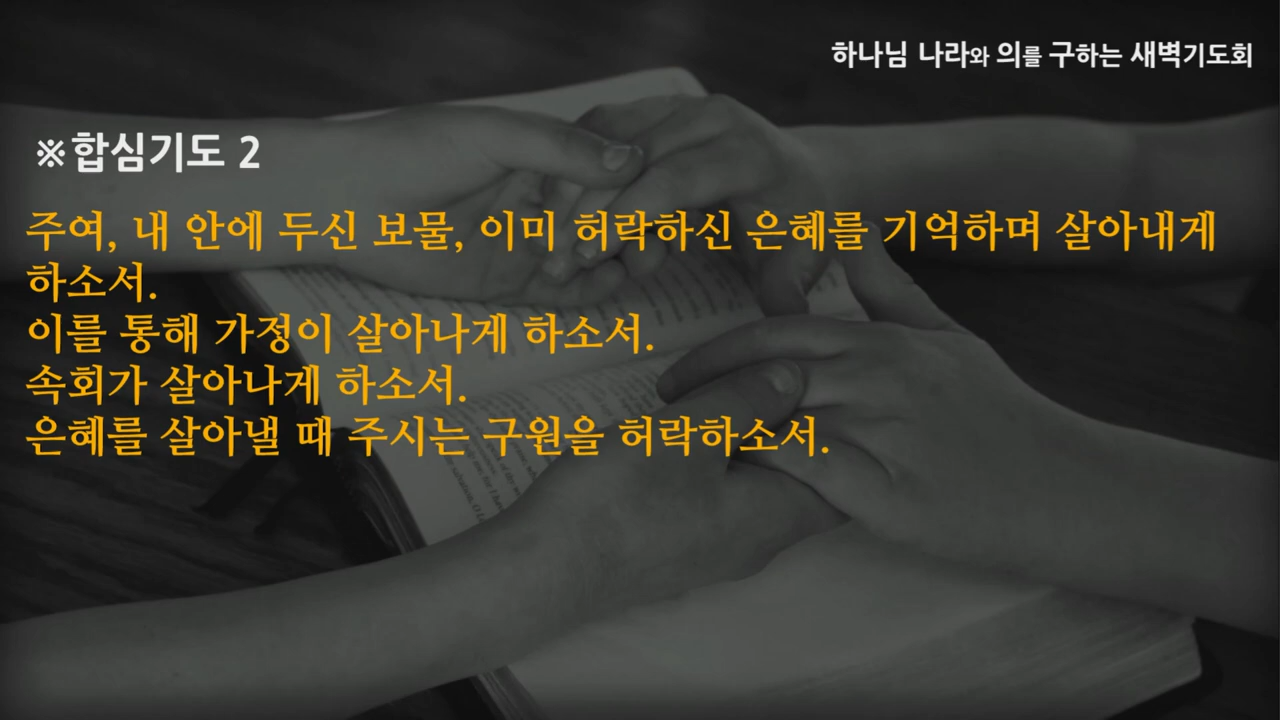 하나님 나라와 의를 구하는 새벽기도회
※합심기도 2
주여, 내 안에 두신 보물, 이미 허락하신 은혜를 기억하며 살아내게
하소서.
이를 통해 가정이 살아나게 하소서.
속회가 살아나게 하소서.
은혜를 살아낼 때 주시는 구원을 허락하소서.